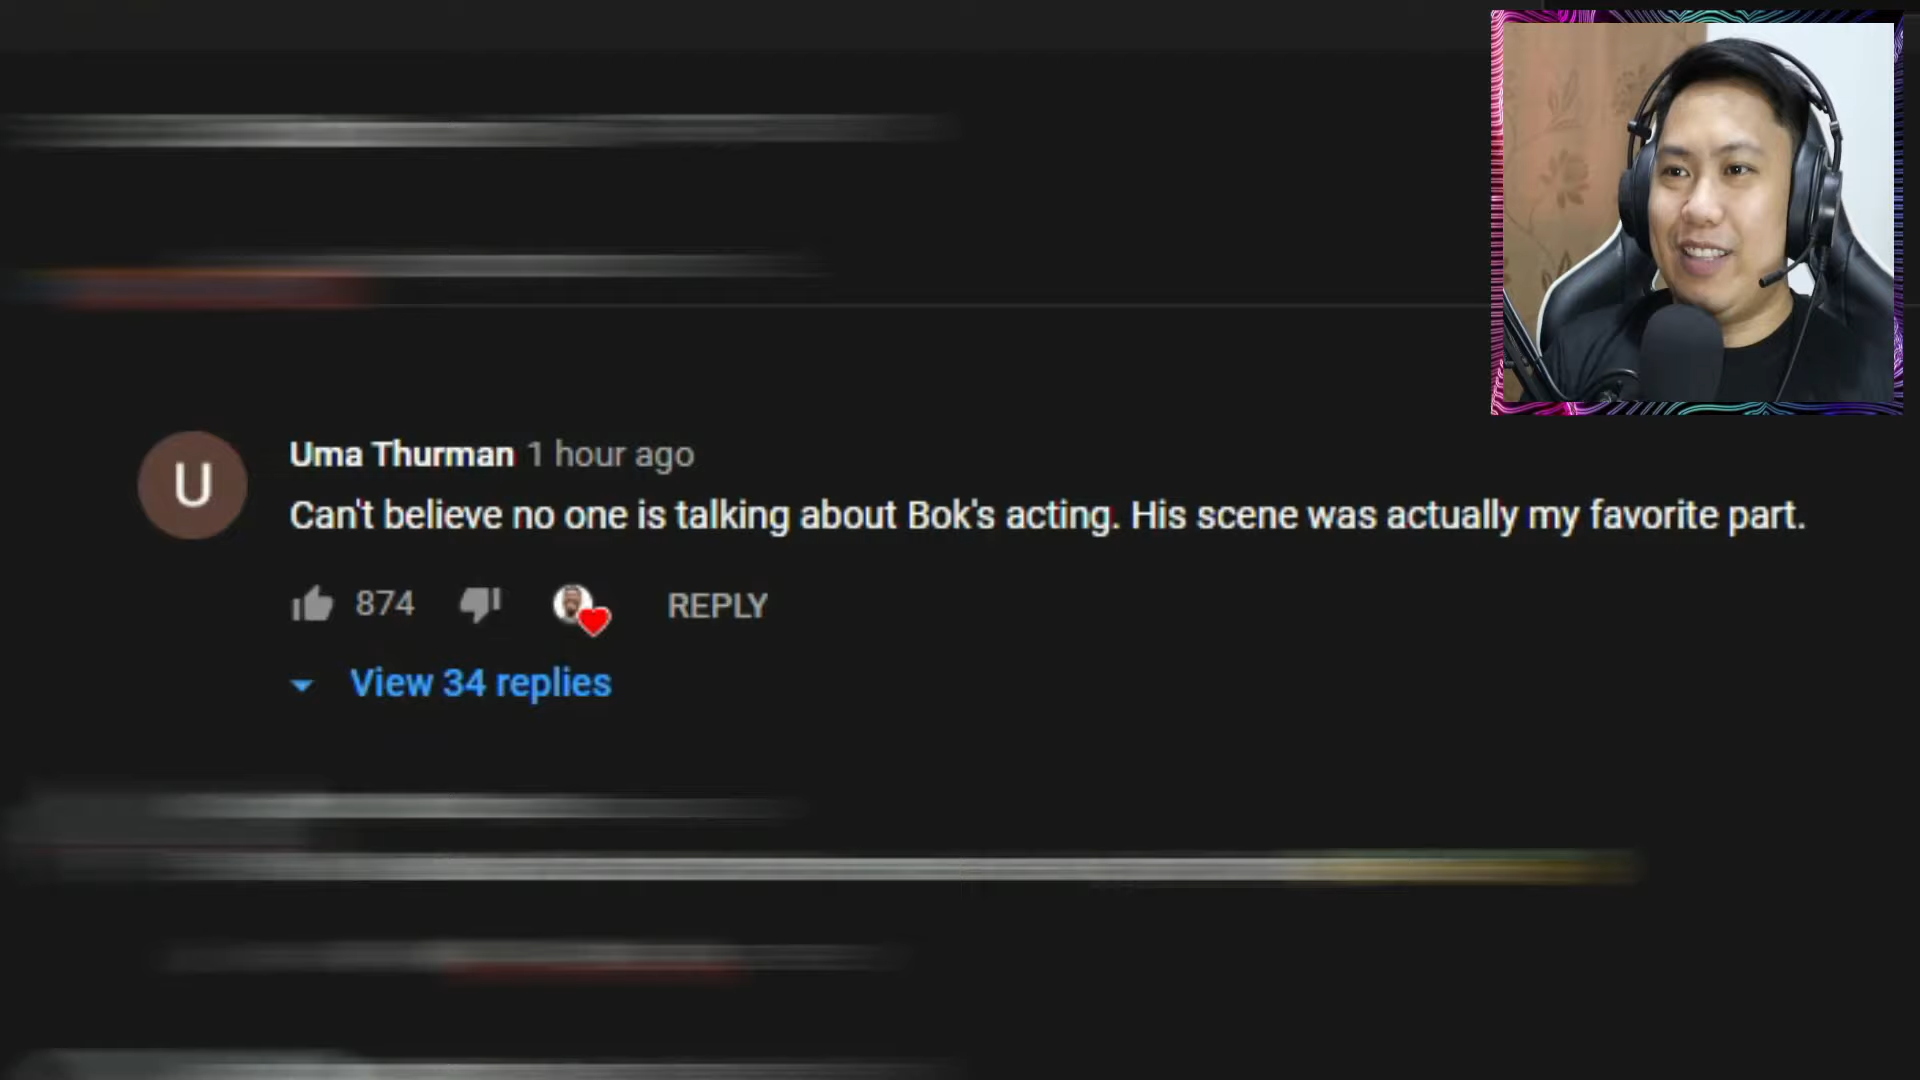 U
Uma Thurman 1 hour ago
Can't believe no one is talking about Bok's acting. His scene was actually my favorite part.
874 REPLY
View 34 replies